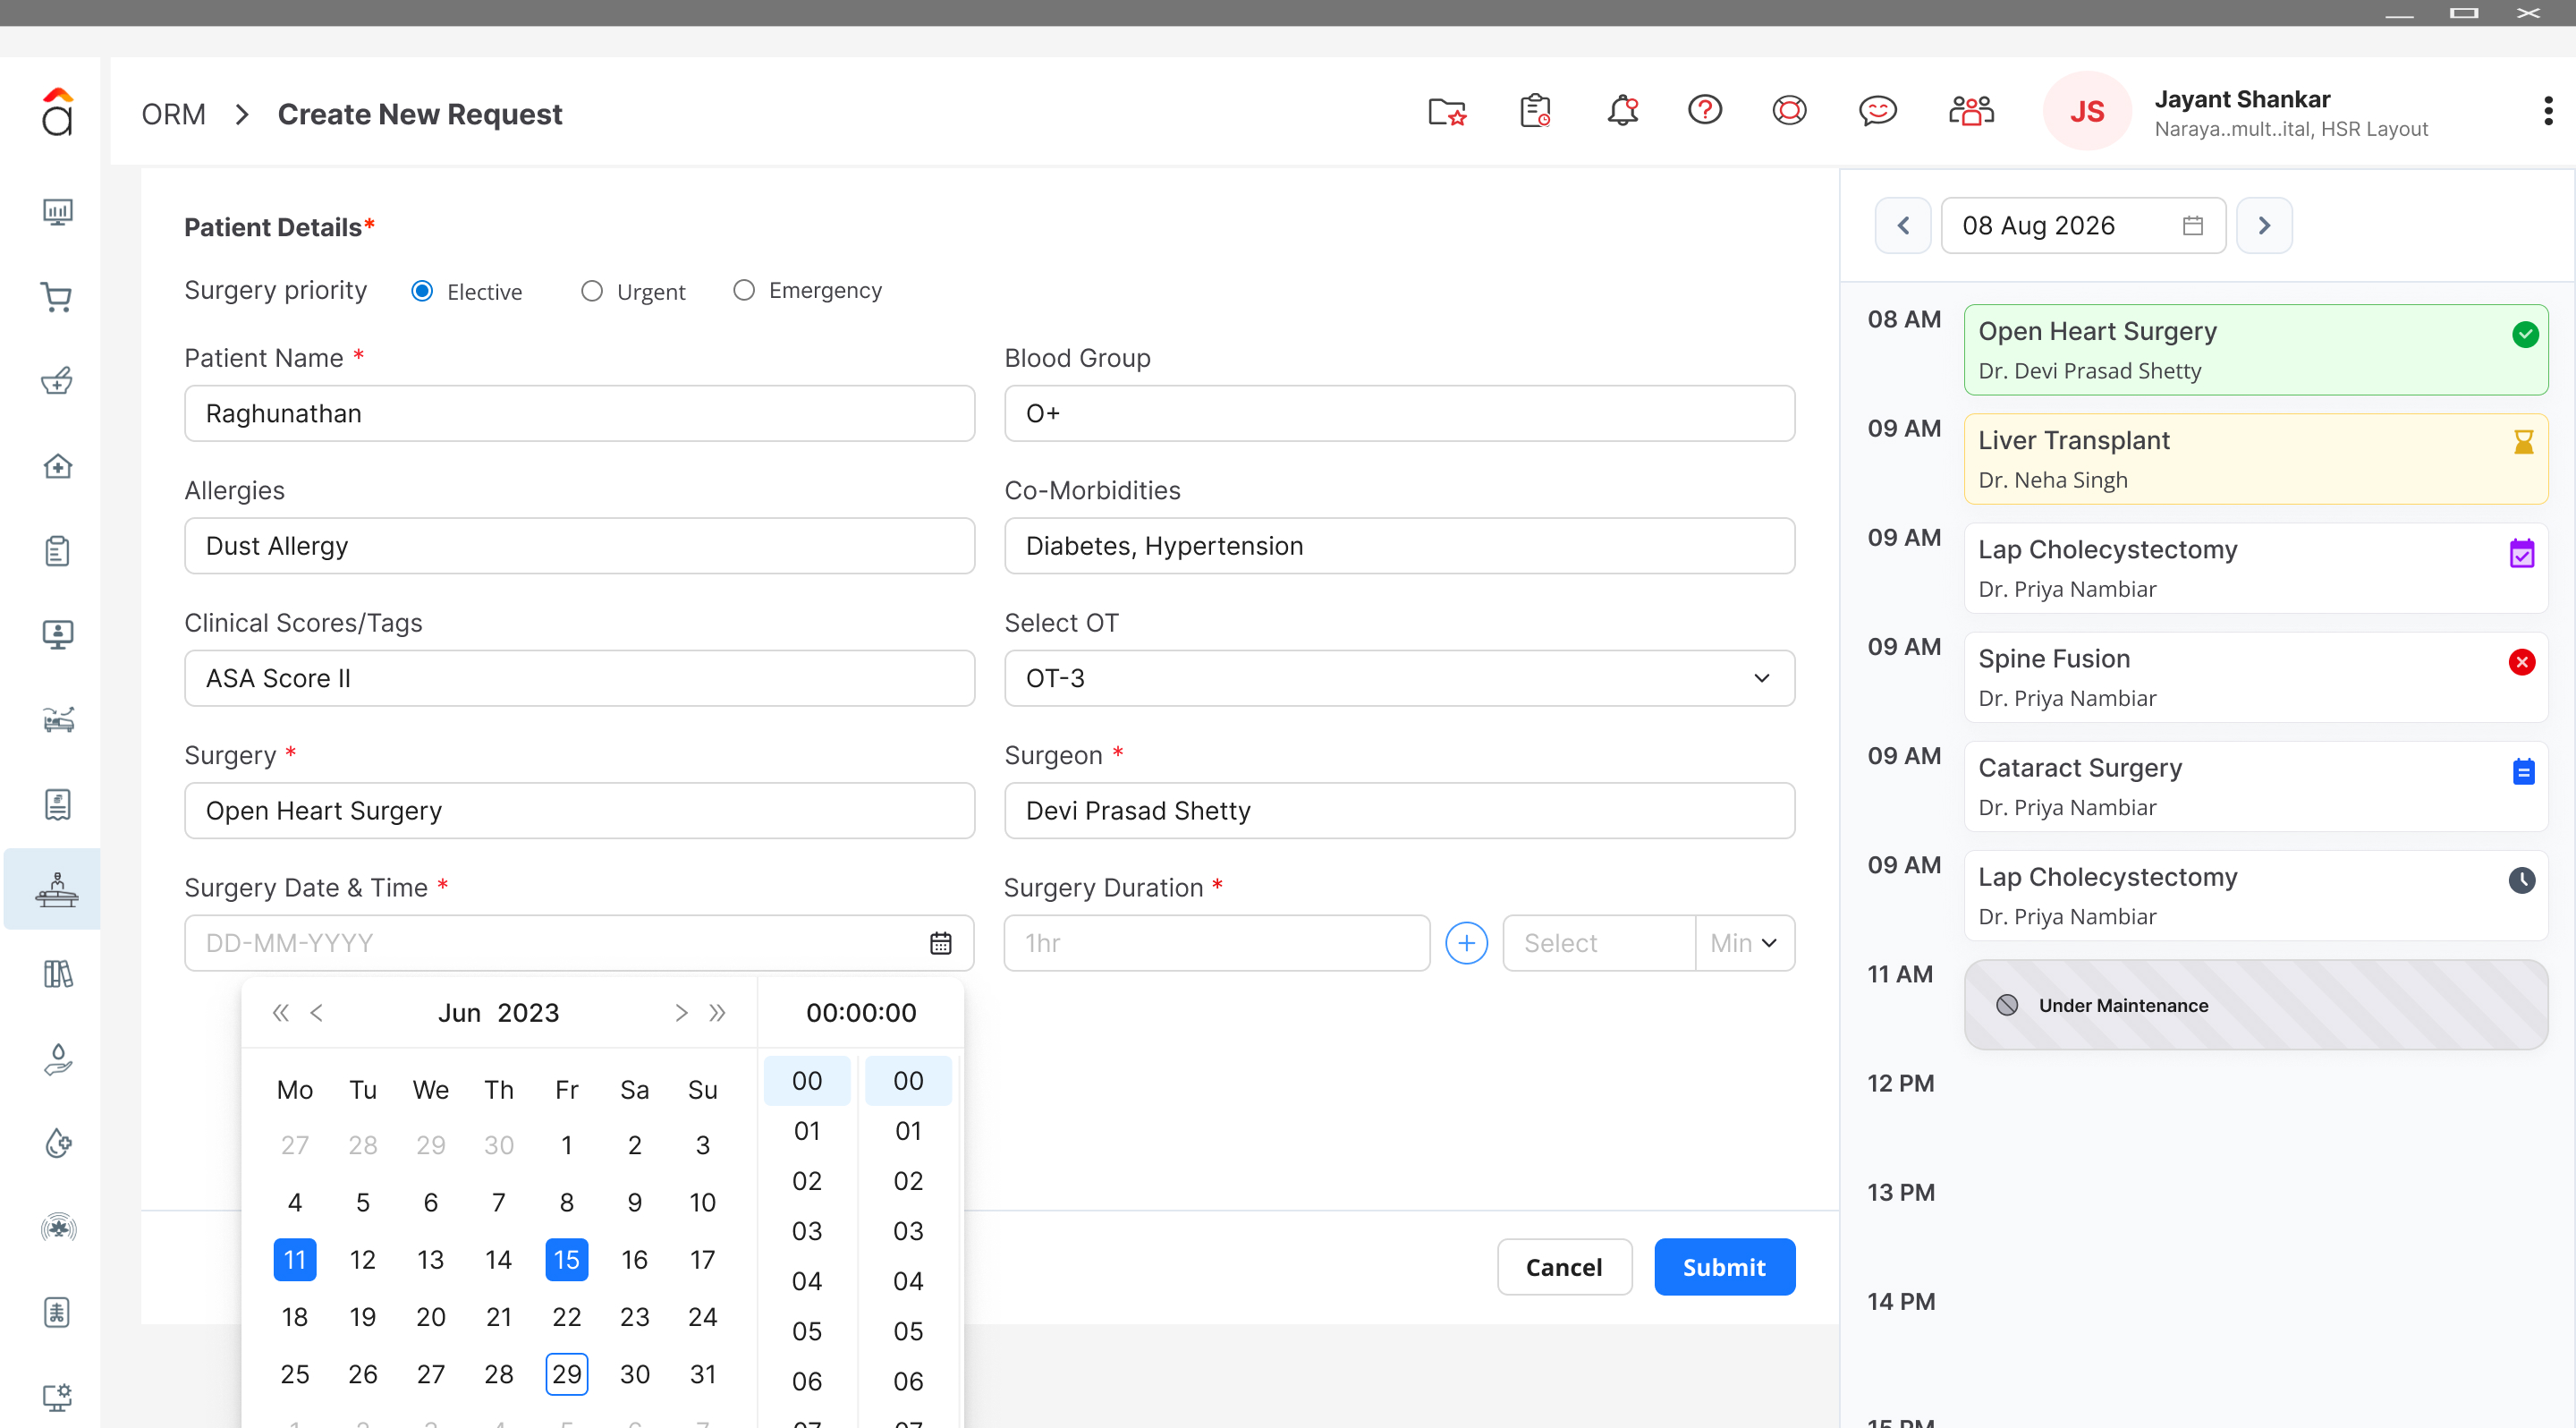 ORM > Create New Request
JS
Jayant Shankar
Naraya..mult..ital, HSR Layout
Patient Details*
Surgery priority Elective Urgent Emergency
Patient Name * Blood Group
Raghunathan O+
Allergies Co-Morbidities
Dust Allergy Diabetes, Hypertension
Clinical Scores/Tags Select OT
ASA Score II OT-3
Surgery * Surgeon *
Open Heart Surgery Devi Prasad Shetty
Surgery Date & Time * Surgery Duration *
DD-MM-YYYY 1hr Select Min
Jun 2023 00:00:00
Mo Tu We Th Fr Sa Su
27 28 29 30 1 2 3
4 5 6 7 8 9 10
11 12 13 14 15 16 17
18 19 20 21 22 23 24
25 26 27 28 29 30 31
00 00
01 01
02 02
03 03
04 04
05 05
06 06
07 07
Cancel Submit
08 Aug 2026
08 AM Open Heart Surgery
Dr. Devi Prasad Shetty
09 AM Liver Transplant
Dr. Neha Singh
09 AM Lap Cholecystectomy
Dr. Priya Nambiar
09 AM Spine Fusion
Dr. Priya Nambiar
09 AM Cataract Surgery
Dr. Priya Nambiar
09 AM Lap Cholecystectomy
Dr. Priya Nambiar
11 AM Under Maintenance
12 PM
13 PM
14 PM
15 PM